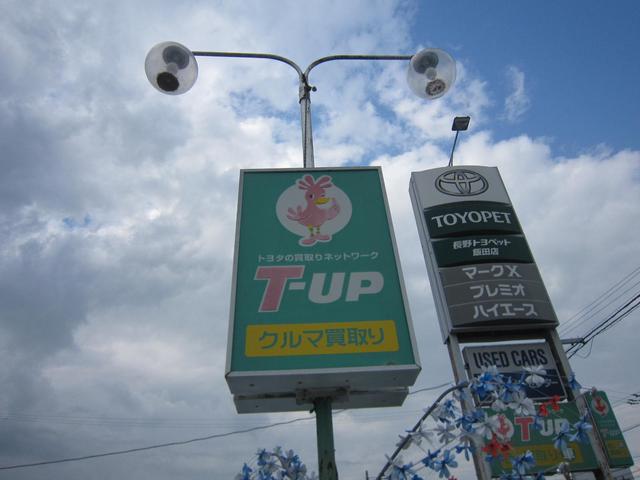 トヨタの買取りネットワーク
T-UP
クルマ買取り
TOYOPET
長野トヨペット
飯田店
マークX
プレミオ
ハイエース
USED CARS
T-UP